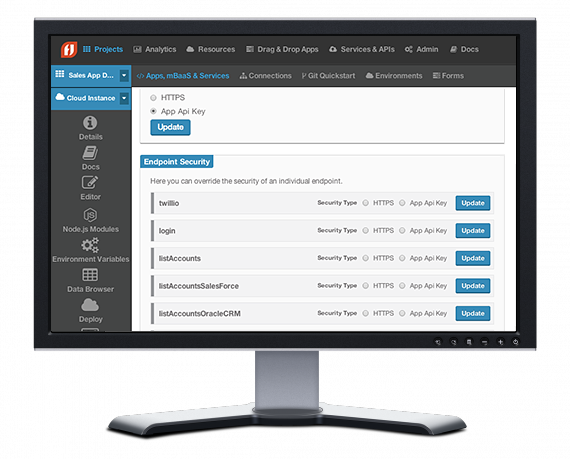 Projects Analytics Resources Drag & Drop Apps Services & APIs Admin Docs
Sales App D... </> Apps, mBaaS & Services Connections Git Quickstart Environments Forms
Cloud Instance
HTTPS
App Api Key
Update
Details
Docs
Editor
Node.js Modules
Environment Variables
Data Browser
Deploy
Endpoint Security
Here you can override the security of an individual endpoint.
twillio Security Type HTTPS App Api Key Update
login Security Type HTTPS App Api Key Update
listAccounts Security Type HTTPS App Api Key Update
listAccountsSalesForce Security Type HTTPS App Api Key Update
listAccountsOracleCRM Security Type HTTPS App Api Key Update